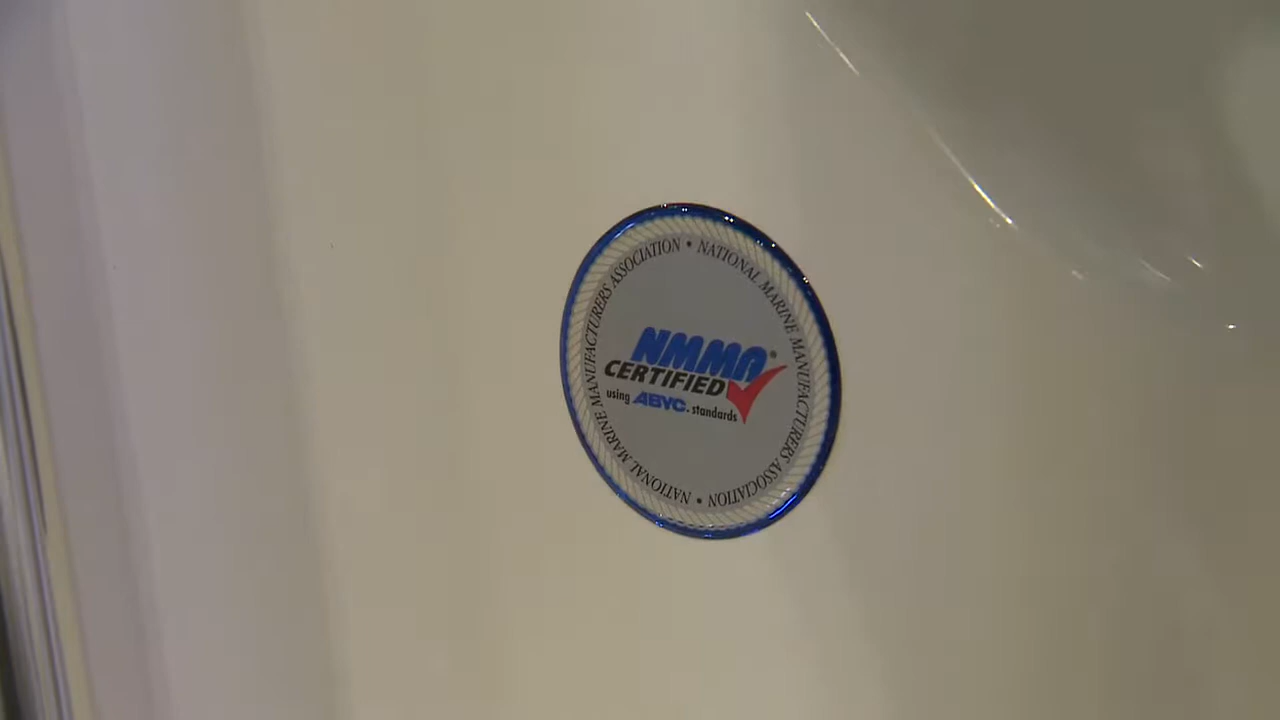 NATIONAL MARINE MANUFACTURERS ASSOCIATION • NATIONAL MARINE MANUFACTURERS ASSOCIATION •
NMMA®
CERTIFIED
using ABYC. standards